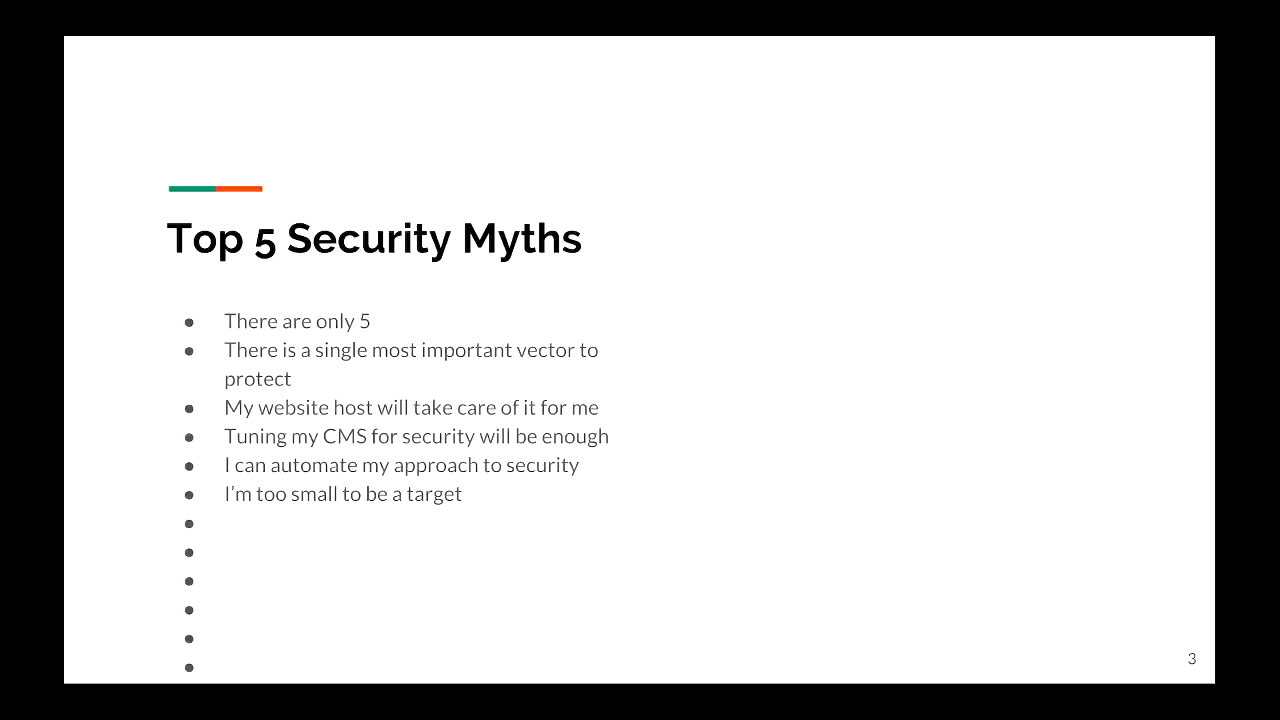 Top 5 Security Myths
● There are only 5
● There is a single most important vector to
protect
● My website host will take care of it for me
● Tuning my CMS for security will be enough
● I can automate my approach to security
● I’m too small to be a target
●
●
●
●
●
●
3